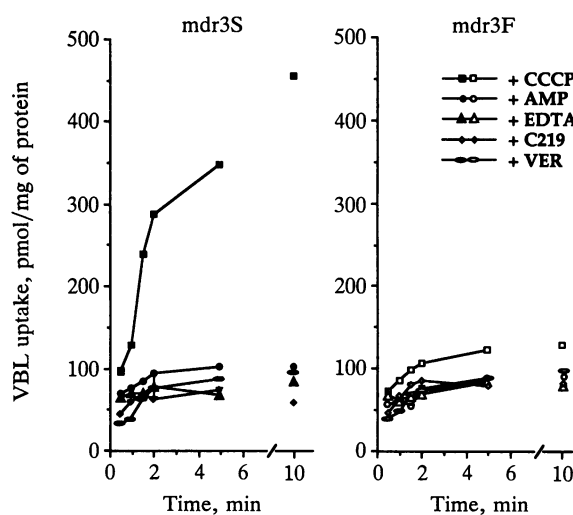 mdr3S
mdr3F
VBL uptake, pmol/mg of protein
500
400
300
200
100
0
0
2
4
6
10
Time, min
500
400
300
200
100
0
0
2
4
6
10
Time, min
+ CCCP
+ AMP
+ EDTA
+ C219
+ VER